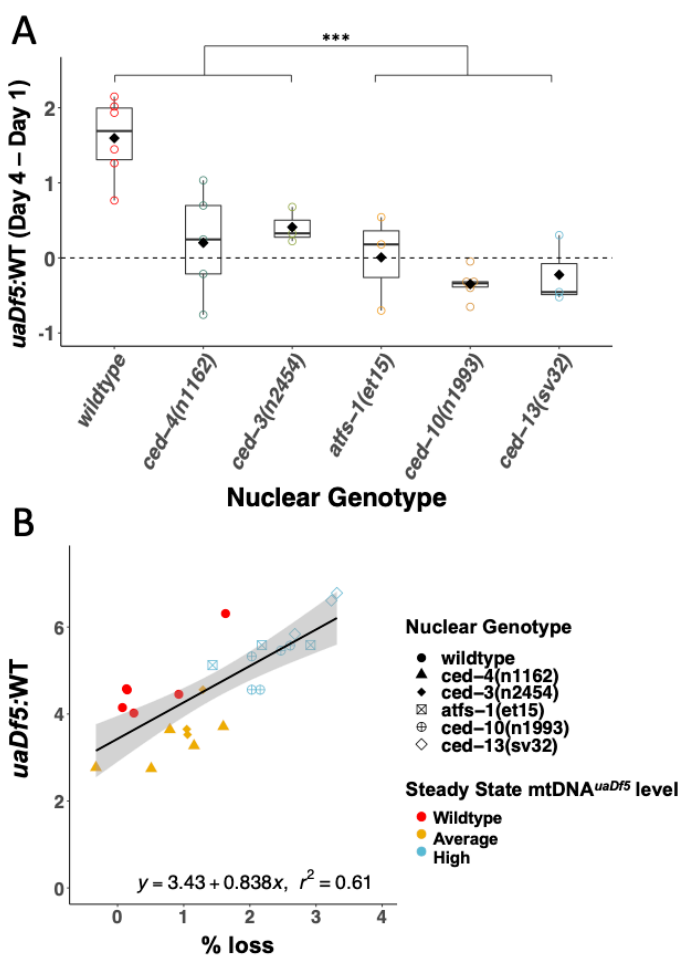 A
***
uaDf5:WT (Day 4 – Day 1)
2
1
0
-1
wildtype
ced−4(n1162)
ced−3(n2454)
atfs−1(et15)
ced−10(n1993)
ced−13(sv32)
Nuclear Genotype
B
uaDf5:WT
6
4
2
0
y = 3.43 + 0.838x, r² = 0.61
0
1
2
3
4
% loss
Nuclear Genotype
wildtype
ced−4(n1162)
ced−3(n2454)
atfs−1(et15)
ced−10(n1993)
ced−13(sv32)
Steady State mtDNA^uaDf5 level
Wildtype
Average
High